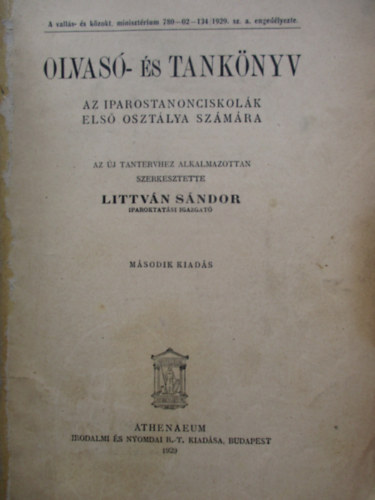 A vallás- és közokt. minisztérium 780—02—134/1929. sz. a. engedélyezte.
OLVASÓ- ÉS TANKÖNYV
AZ IPAROSTANONCISKOLÁK
ELSŐ OSZTÁLYA SZÁMÁRA
AZ ÚJ TANTERVHEZ ALKALMAZOTTAN
SZERKESZTETTE
LITTVÁN SÁNDOR
IPAROKTATÁSI IGAZGATÓ
MÁSODIK KIADÁS
ATHENAEUM
IRODALMI ÉS NYOMDAI R.-T. KIADÁSA, BUDAPEST
1929